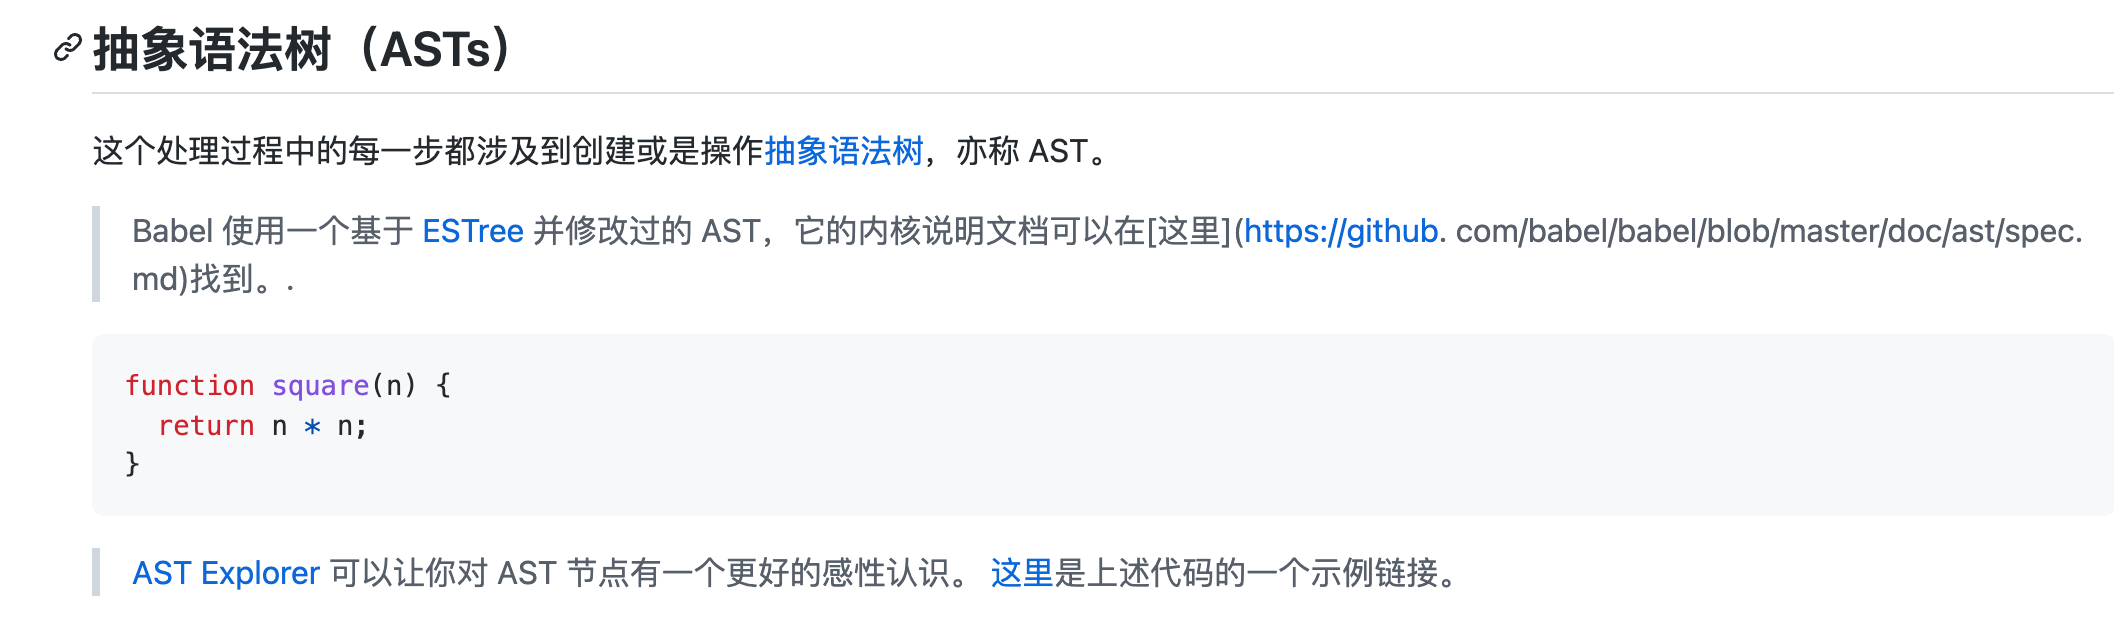 抽象语法树（ASTs）
这个处理过程中的每一步都涉及到创建或是操作抽象语法树，亦称 AST。
Babel 使用一个基于 ESTree 并修改过的 AST，它的内核说明文档可以在[这里](https://github. com/babel/babel/blob/master/doc/ast/spec.
md)找到。.
function square(n) {
  return n * n;
}
AST Explorer 可以让你对 AST 节点有一个更好的感性认识。 这里是上述代码的一个示例链接。